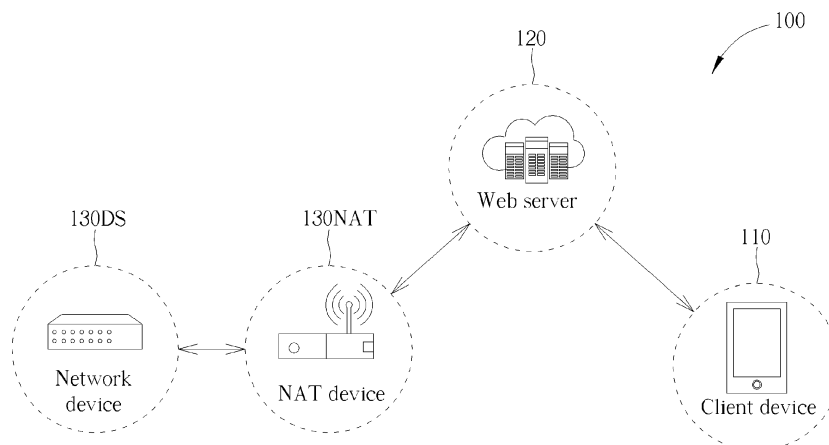 100
120
Web server
130DS
130NAT
110
Network
device
NAT device
Client device